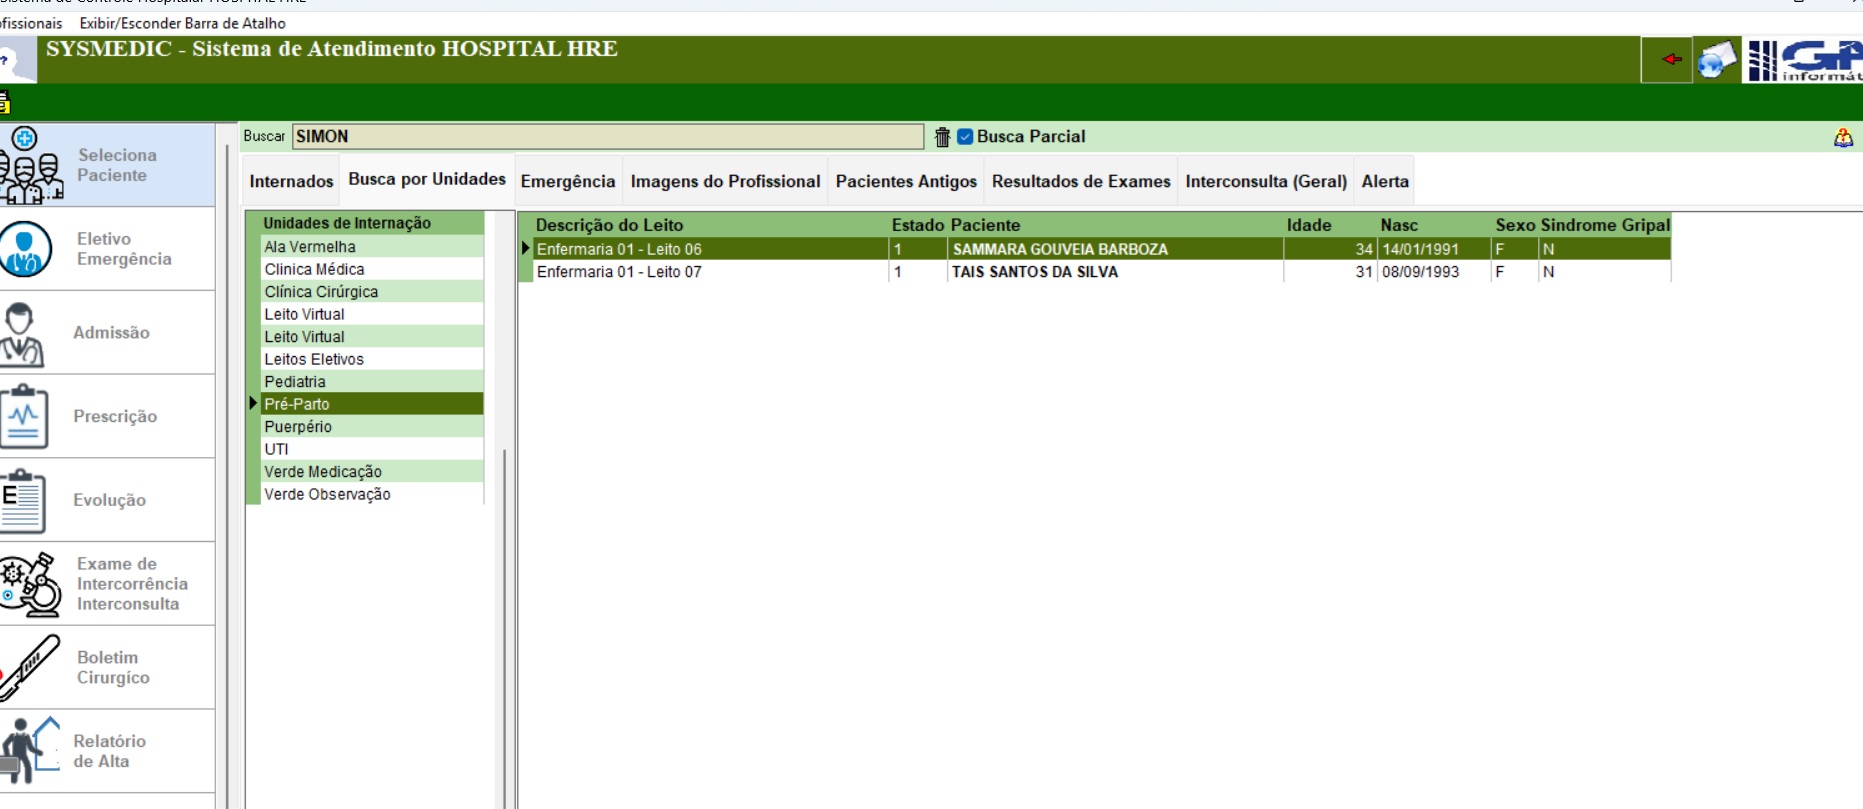 Exibir/Esconder Barra de Atalho
SYSMEDIC - Sistema de Atendimento HOSPITAL HRE
Buscar SIMON Busca Parcial
Internados Busca por Unidades Emergência Imagens do Profissional Pacientes Antigos Resultados de Exames Interconsulta (Geral) Alerta
Seleciona
Paciente
Eletivo
Emergência
Admissão
Prescrição
Evolução
Exame de
Intercorrência
Interconsulta
Boletim
Cirurgíco
Relatório
de Alta
Unidades de Internação
Ala Vermelha
Clinica Médica
Clínica Cirúrgica
Leito Virtual
Leito Virtual
Leitos Eletivos
Pediatria
Pré-Parto
Puerpério
UTI
Verde Medicação
Verde Observação
Descrição do Leito Estado Paciente Idade Nasc Sexo Sindrome Gripal
Enfermaria 01 - Leito 06 1 SAMMARA GOUVEIA BARBOZA 34 14/01/1991 F N
Enfermaria 01 - Leito 07 1 TAIS SANTOS DA SILVA 31 08/09/1993 F N